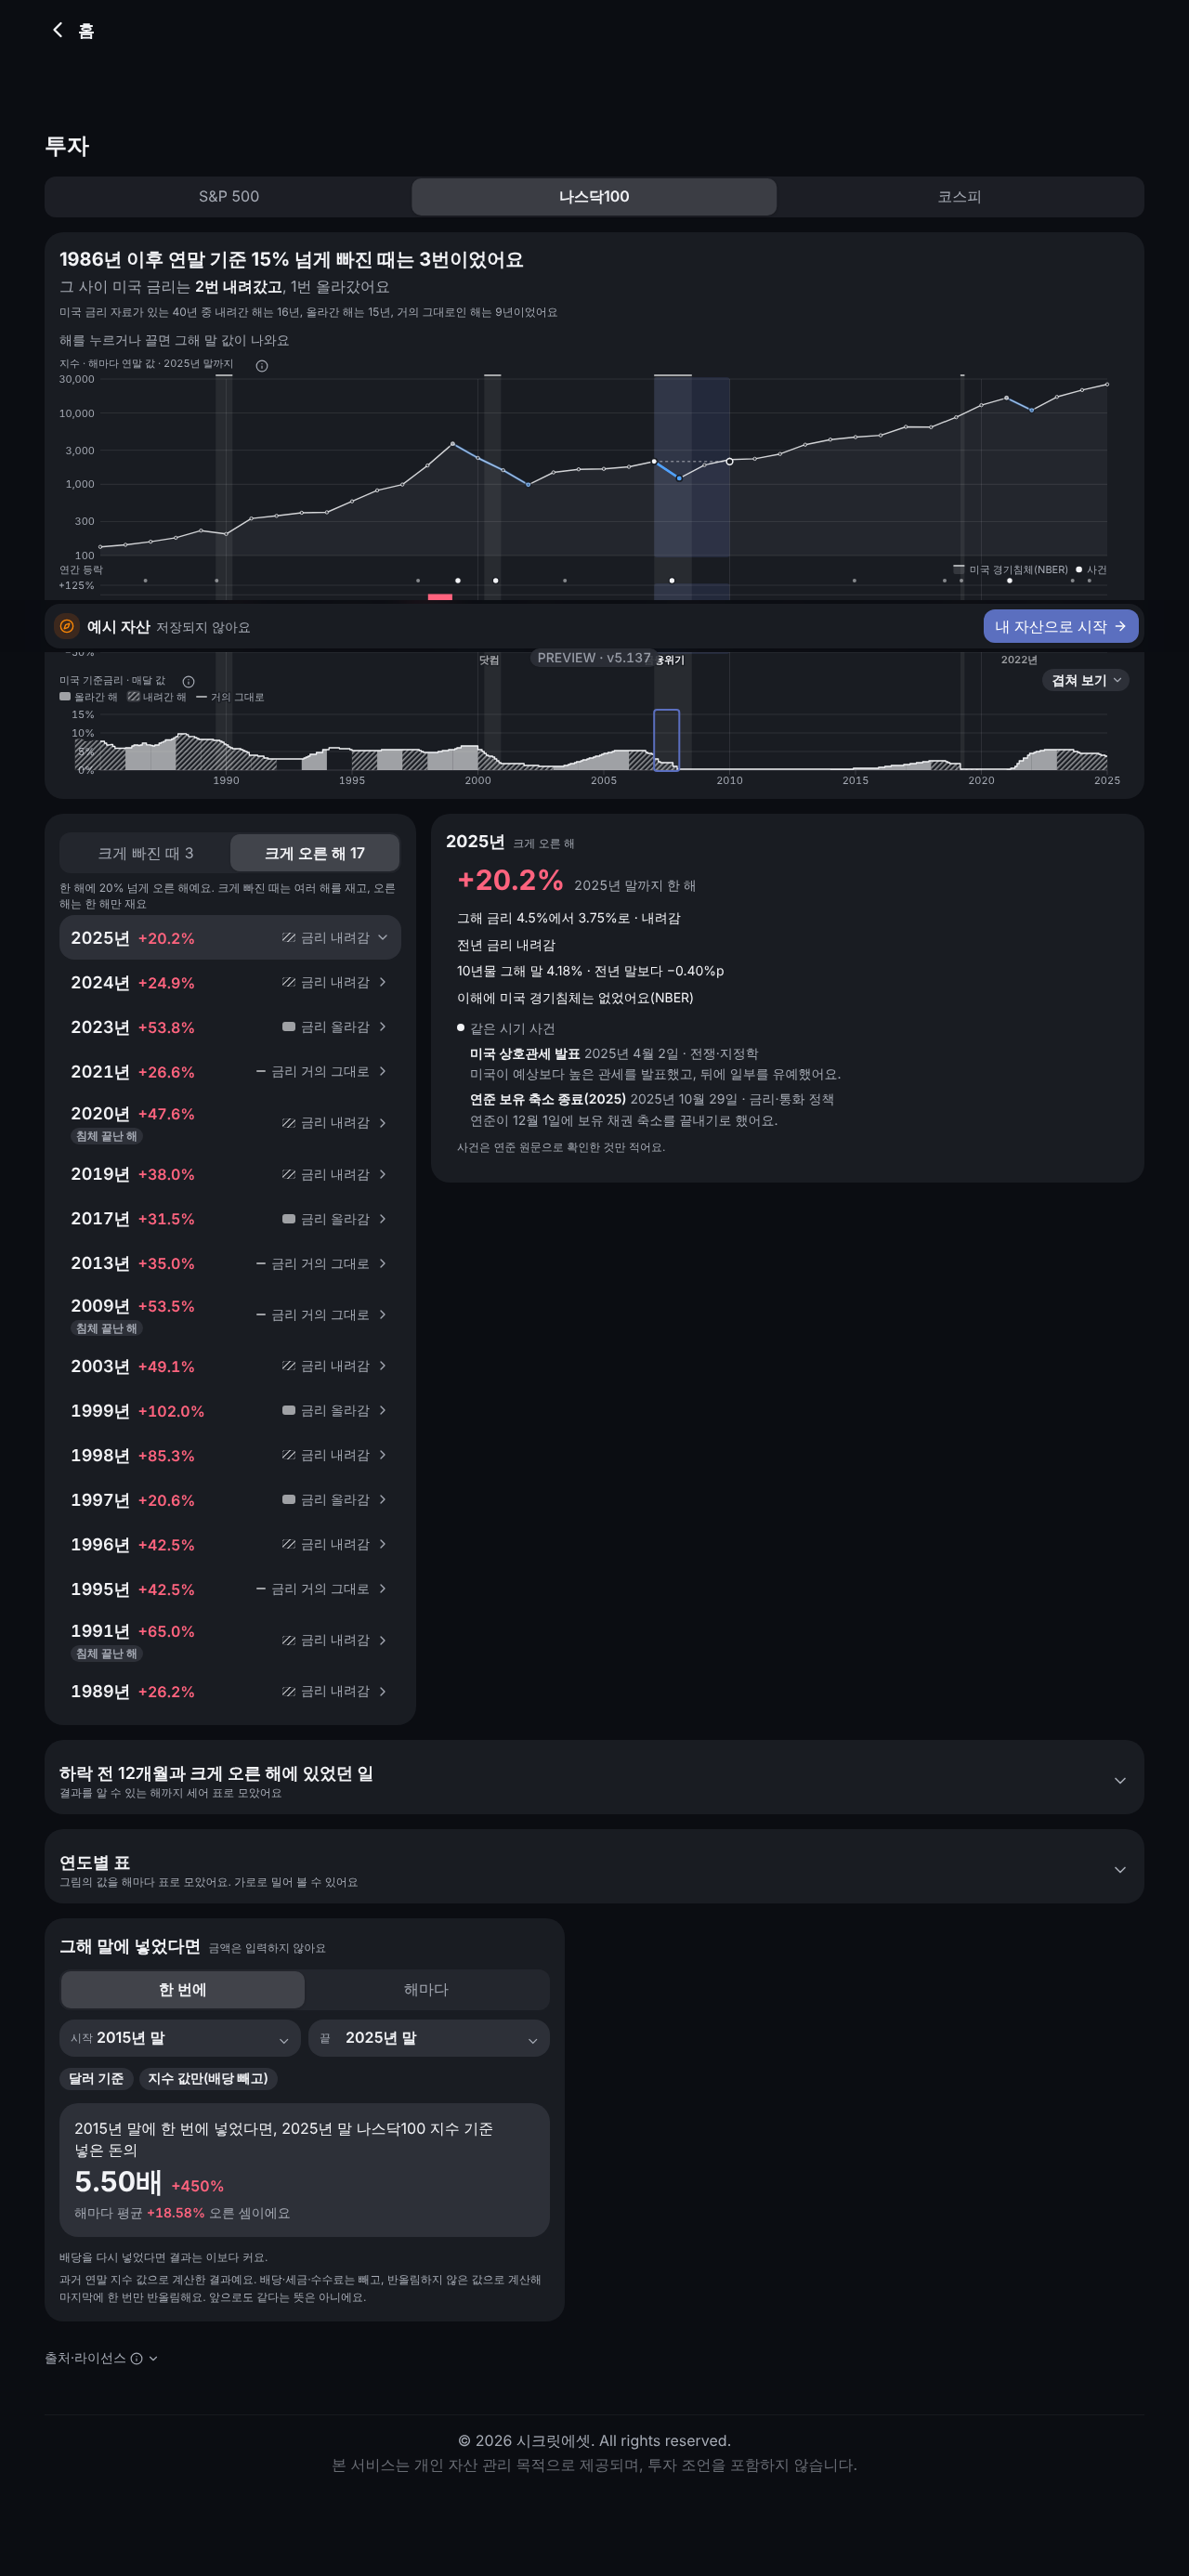 홈
투자
S&P 500
나스닥100
코스피
1986년 이후 연말 기준 15% 넘게 빠진 때는 3번이었어요
그 사이 미국 금리는 2번 내려갔고, 1번 올라갔어요
미국 금리 자료가 있는 40년 중 내려간 해는 16년, 올라간 해는 15년, 거의 그대로인 해는 9년이었어요
해를 누르거나 끌면 그해 말 값이 나와요
지수 · 해마다 연말 값 · 2025년 말까지
30,000
10,000
3,000
1,000
300
100
연간 등락
미국 경기침체(NBER) 사건
+125%
예시 자산 저장되지 않아요
내 자산으로 시작
-50%
닷컴
PREVIEW · v5.137
위기
2022년
미국 기준금리 · 매달 값
겹쳐 보기
올라간 해 내려간 해 거의 그대로
15%
10%
5%
0%
1990 1995 2000 2005 2010 2015 2020 2025
크게 빠진 때 3
크게 오른 해 17
한 해에 20% 넘게 오른 해예요. 크게 빠진 때는 여러 해를 재고, 오른
해는 한 해만 재요
2025년 +20.2% 금리 내려감
2024년 +24.9% 금리 내려감
2023년 +53.8% 금리 올라감
2021년 +26.6% 금리 거의 그대로
2020년 +47.6% 금리 내려감
침체 끝난 해
2019년 +38.0% 금리 내려감
2017년 +31.5% 금리 올라감
2013년 +35.0% 금리 거의 그대로
2009년 +53.5% 금리 거의 그대로
침체 끝난 해
2003년 +49.1% 금리 내려감
1999년 +102.0% 금리 올라감
1998년 +85.3% 금리 내려감
1997년 +20.6% 금리 올라감
1996년 +42.5% 금리 내려감
1995년 +42.5% 금리 거의 그대로
1991년 +65.0% 금리 내려감
침체 끝난 해
1989년 +26.2% 금리 내려감
2025년 크게 오른 해
+20.2% 2025년 말까지 한 해
그해 금리 4.5%에서 3.75%로 · 내려감
전년 금리 내려감
10년물 그해 말 4.18% · 전년 말보다 −0.40%p
이해에 미국 경기침체는 없었어요(NBER)
같은 시기 사건
미국 상호관세 발표 2025년 4월 2일 · 전쟁·지정학
미국이 예상보다 높은 관세를 발표했고, 뒤에 일부를 유예했어요.
연준 보유 축소 종료(2025) 2025년 10월 29일 · 금리·통화 정책
연준이 12월 1일에 보유 채권 축소를 끝내기로 했어요.
사건은 연준 원문으로 확인한 것만 적어요.
하락 전 12개월과 크게 오른 해에 있었던 일
결과를 알 수 있는 해까지 세어 표로 모았어요
연도별 표
그림의 값을 해마다 표로 모았어요. 가로로 밀어 볼 수 있어요
그해 말에 넣었다면 금액은 입력하지 않아요
한 번에
해마다
시작 2015년 말
끝 2025년 말
달러 기준
지수 값만(배당 빼고)
2015년 말에 한 번에 넣었다면, 2025년 말 나스닥100 지수 기준
넣은 돈의
5.50배 +450%
해마다 평균 +18.58% 오른 셈이에요
배당을 다시 넣었다면 결과는 이보다 커요.
과거 연말 지수 값으로 계산한 결과예요. 배당·세금·수수료는 빼고, 반올림하지 않은 값으로 계산해
마지막에 한 번만 반올림해요. 앞으로도 같다는 뜻은 아니에요.
출처·라이선스
© 2026 시크릿에셋. All rights reserved.
본 서비스는 개인 자산 관리 목적으로 제공되며, 투자 조언을 포함하지 않습니다.